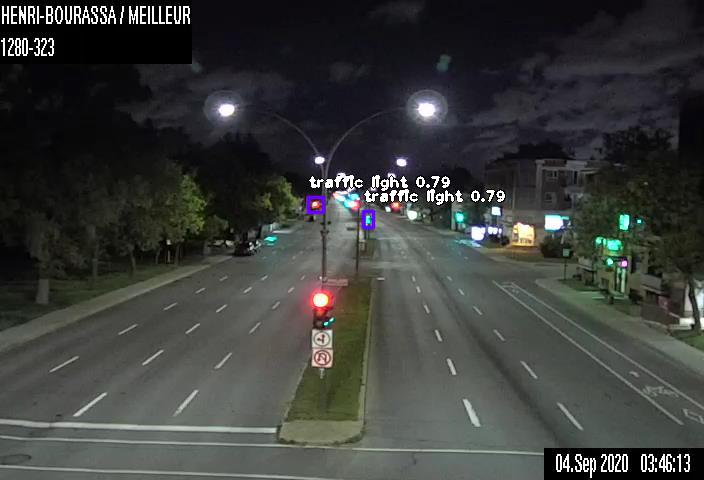 HENRI-BOURASSA / MEILLEUR
1280-323
traffic light 0.79
traffic light 0.79
04.Sep 2020 03:46:13